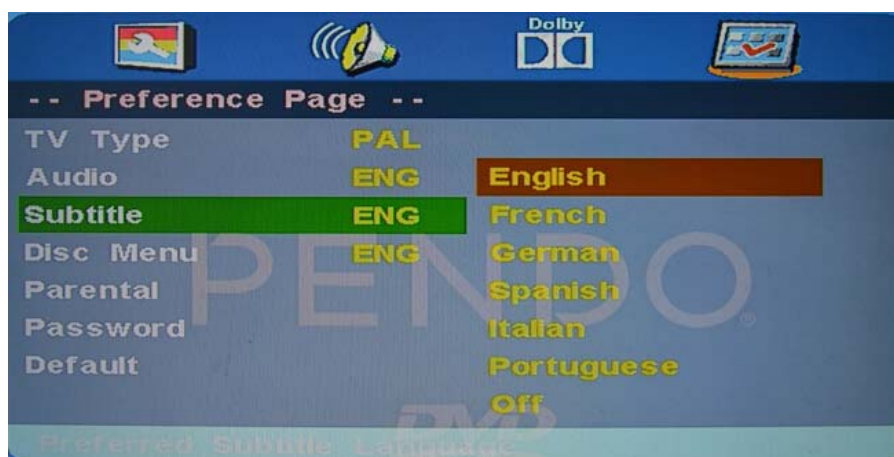 Dolby
-- Preference Page --
TV Type PAL
Audio ENG English
Subtitle ENG French
Disc Menu ENG German
Parental Spanish
Password Italian
Default Portuguese
Off
PENDO
DVD
Preferred Subtitle Language